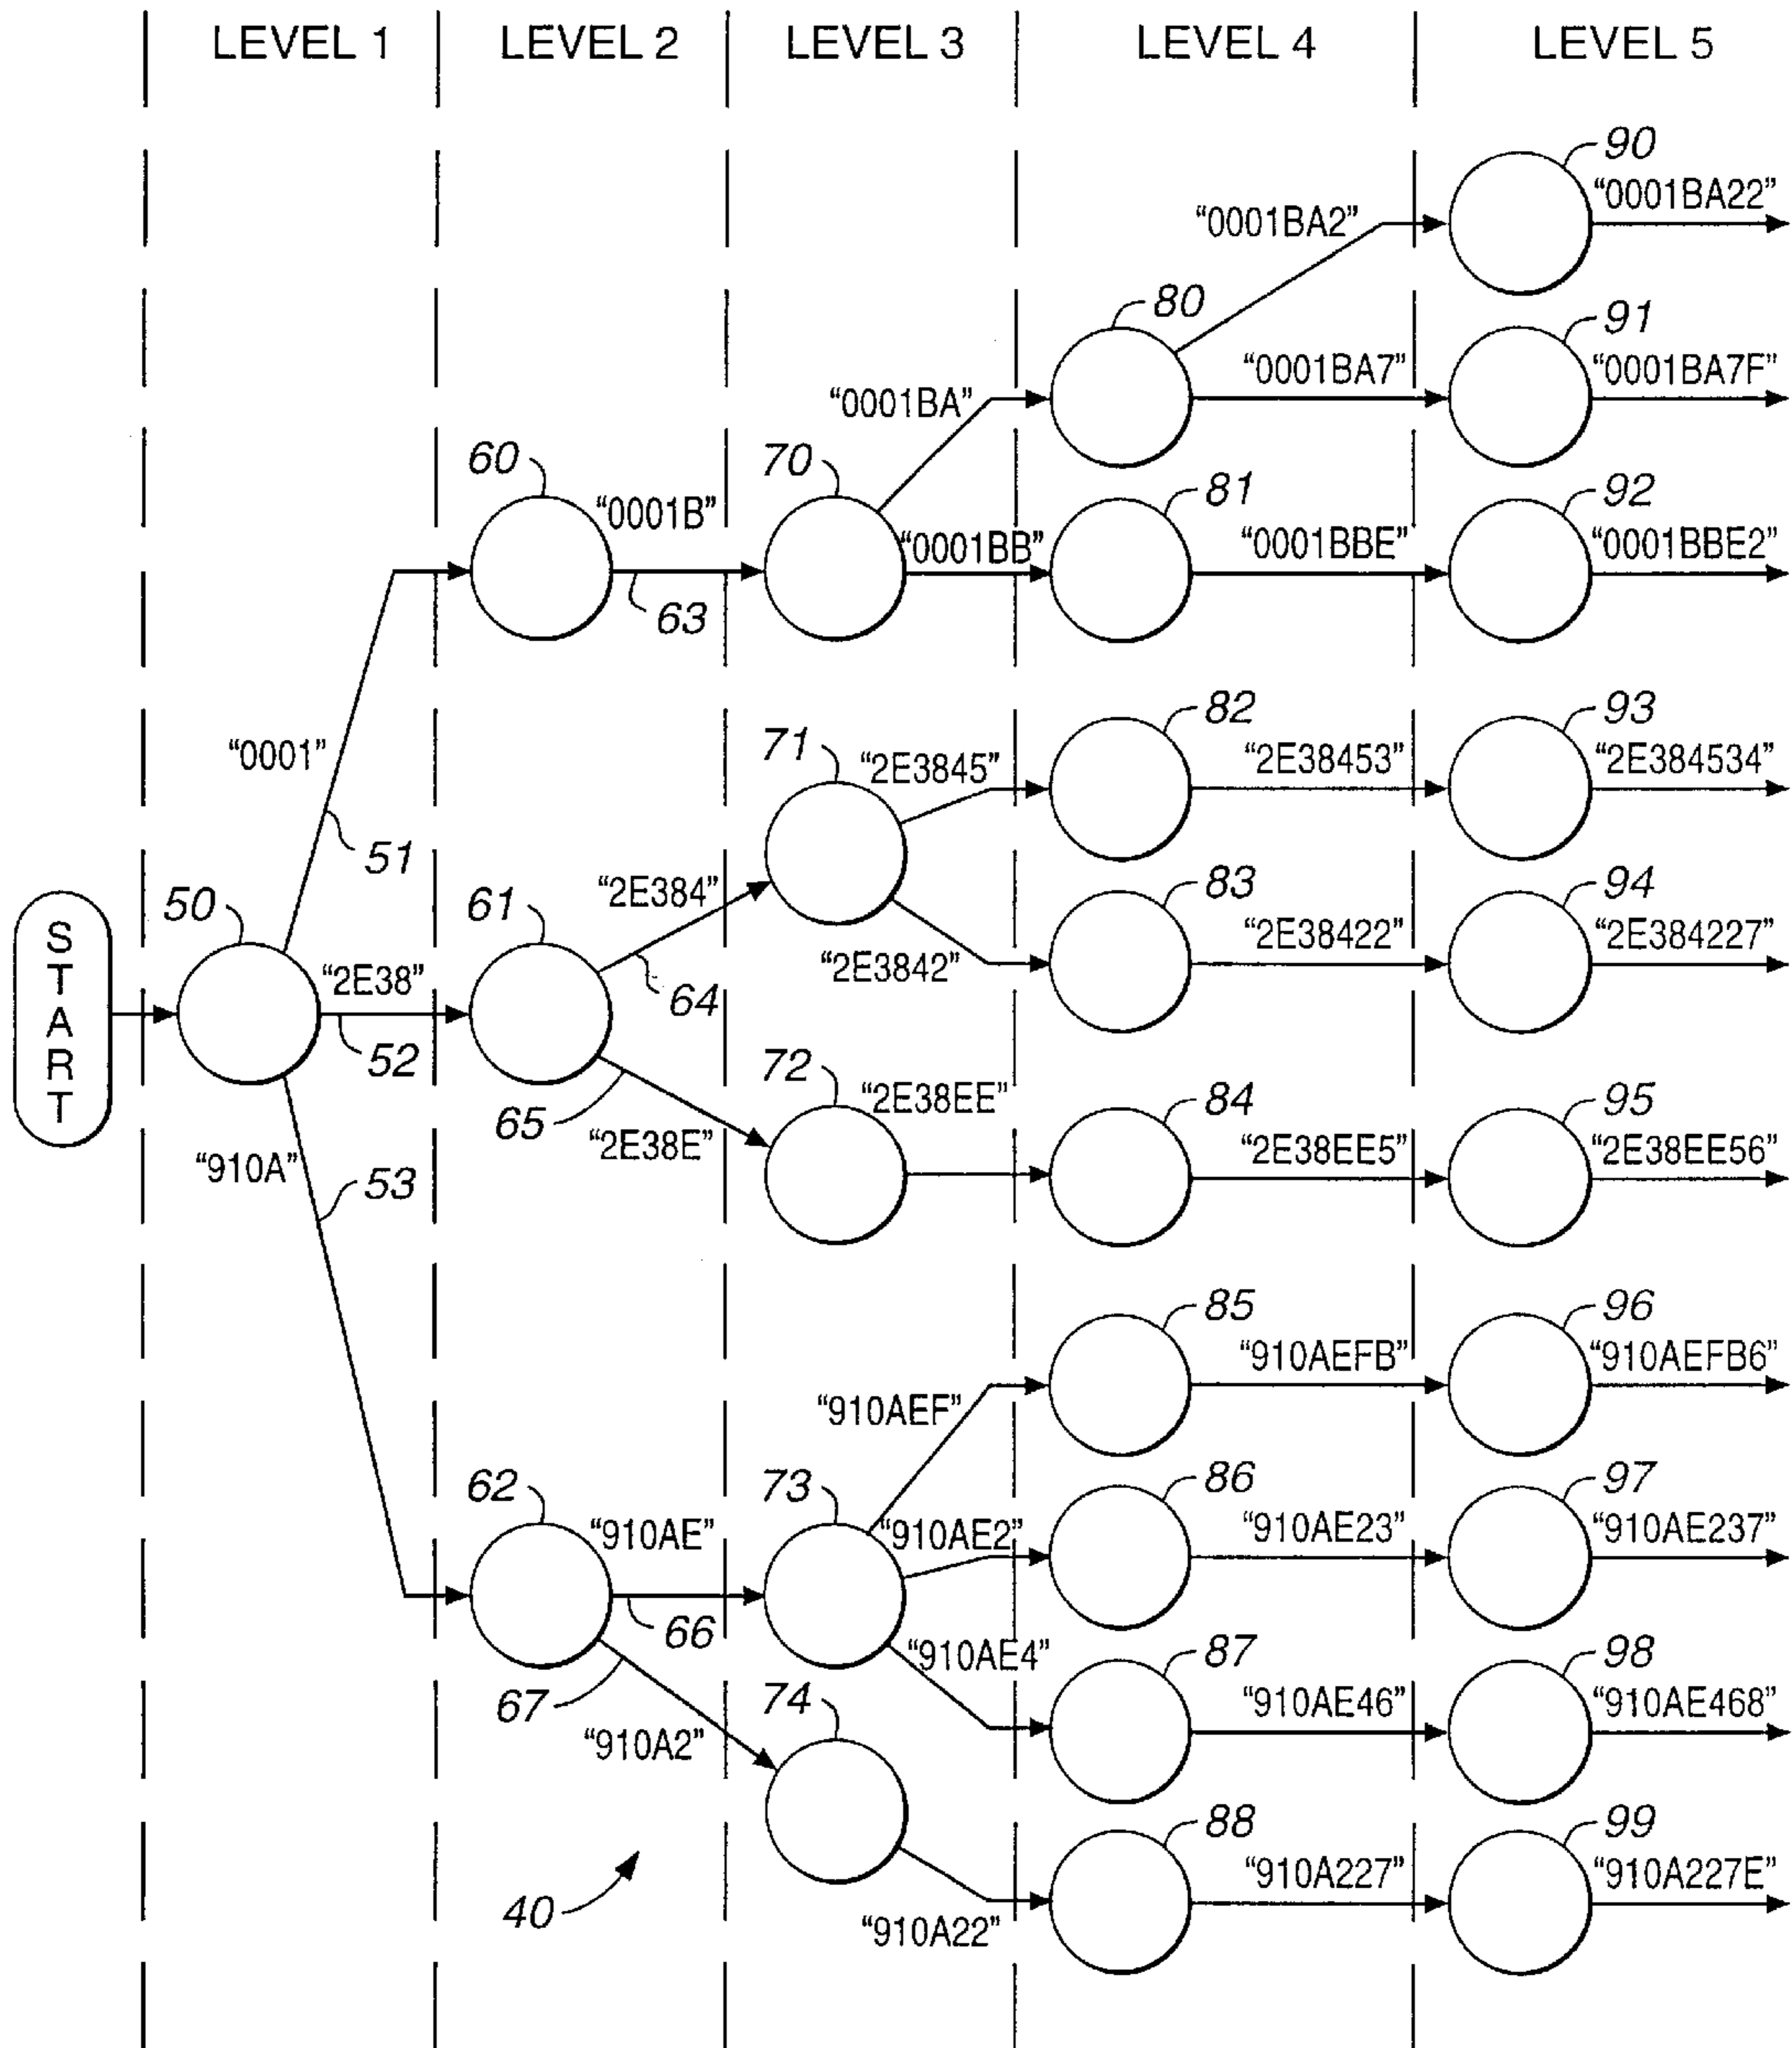 LEVEL 1 LEVEL 2 LEVEL 3 LEVEL 4 LEVEL 5
90
“0001BA22”
“0001BA2”
80
91
“0001BA7”
“0001BA7F”
“0001BA”
60
70
81
92
“0001B”
“0001BB”
“0001BBE”
“0001BBE2”
63
82
93
71
“2E3845”
“2E38453”
“2E384534”
“0001”
51
50
61
“2E384”
83
94
START
“2E38”
64
“2E3842”
“2E38422”
“2E384227”
52
72
“2E38EE”
84
95
65
“2E38E”
“2E38EE5”
“2E38EE56”
“910A”
53
85
96
“910AEFB”
“910AEFB6”
“910AEF”
62
73
86
97
“910AE”
“910AE2”
“910AE23”
“910AE237”
66
“910AE4”
87
98
67
74
“910AE46”
“910AE468”
“910A2”
88
99
“910A227”
“910A227E”
40
“910A22”